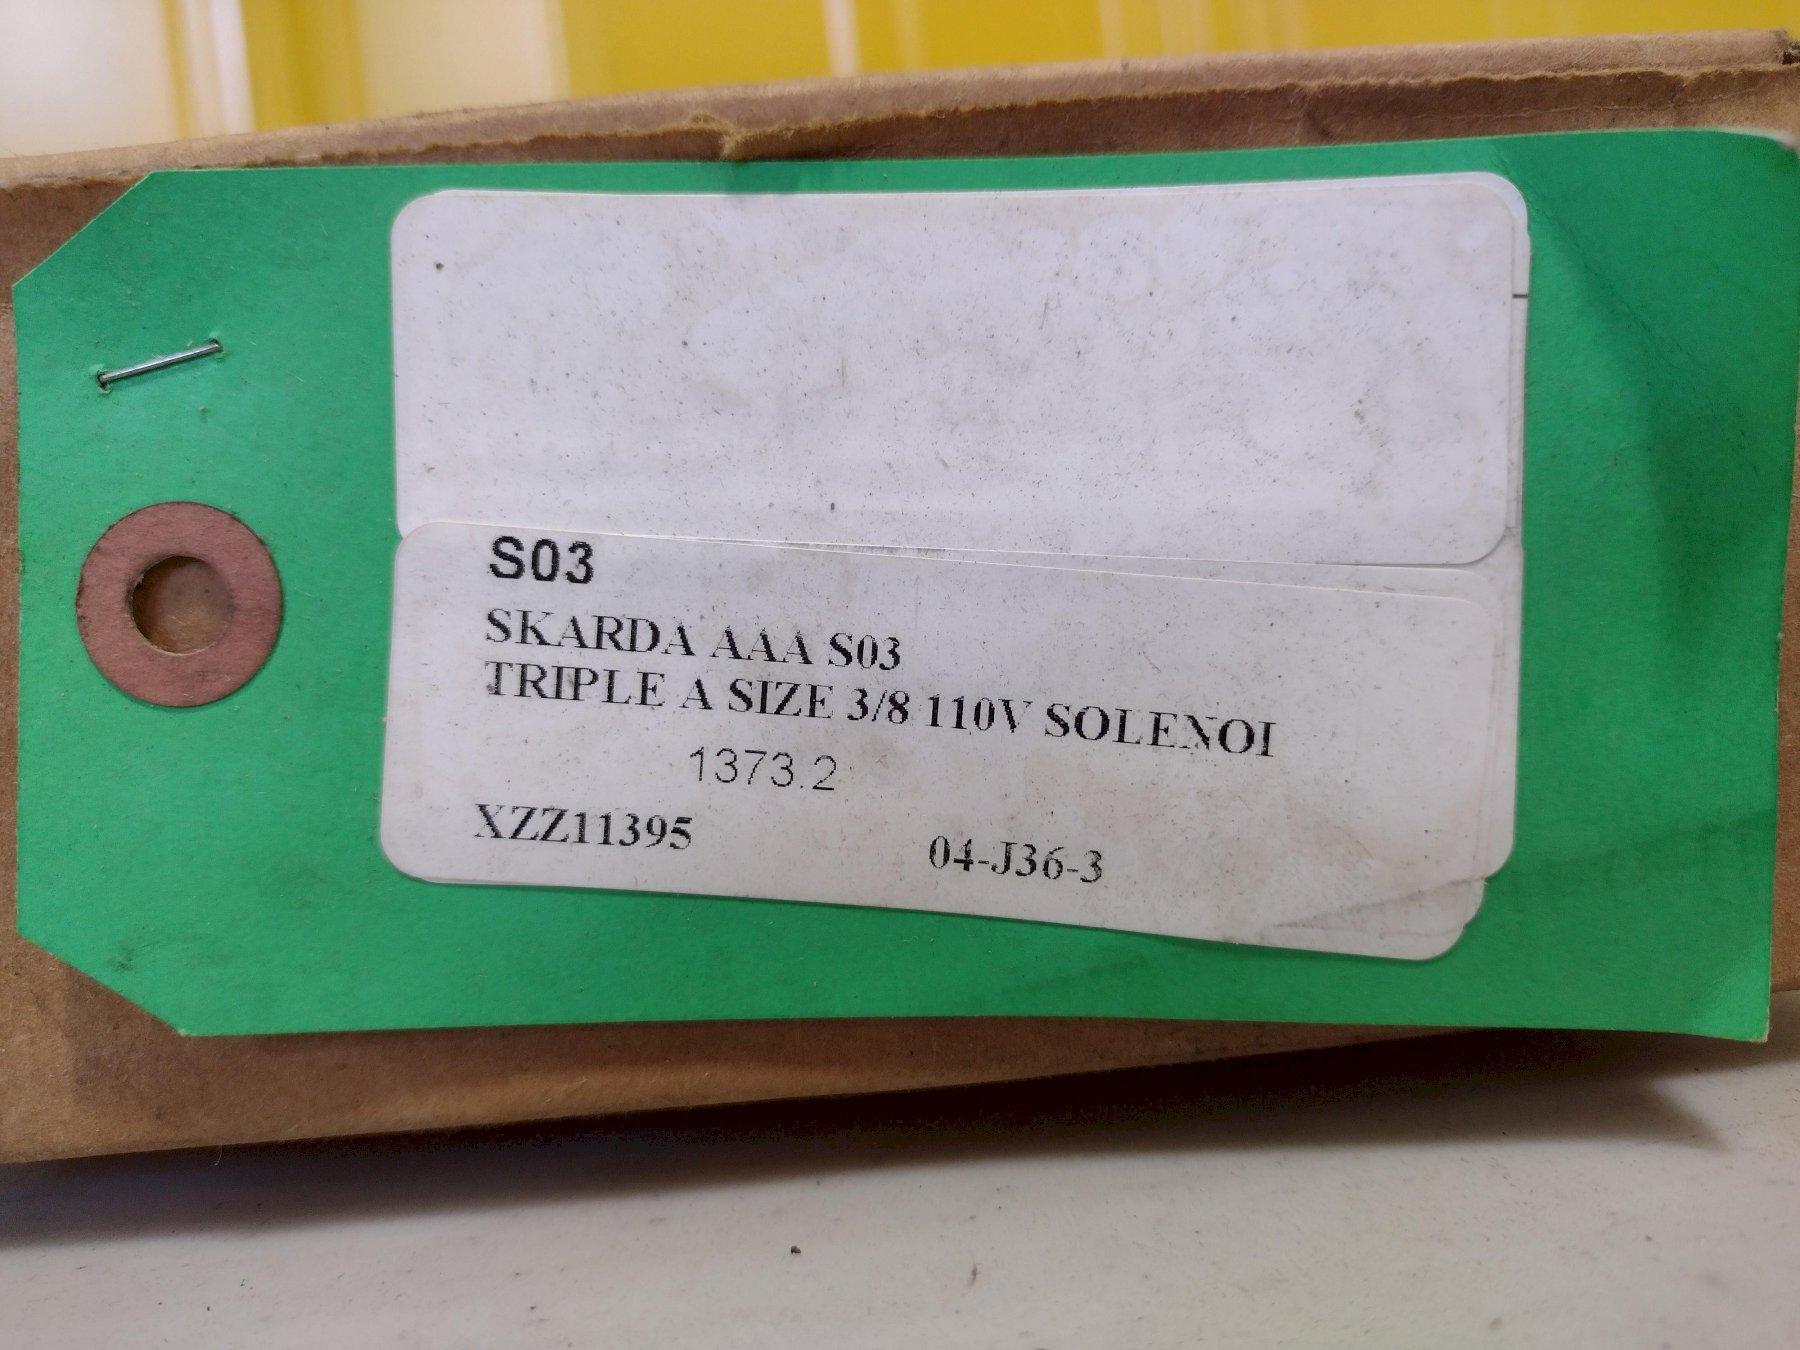 S03
SKARDA AAA S03
TRIPLE A SIZE 3/8 110V SOLENOI
1373.2
XZZ11395 04-J36-3